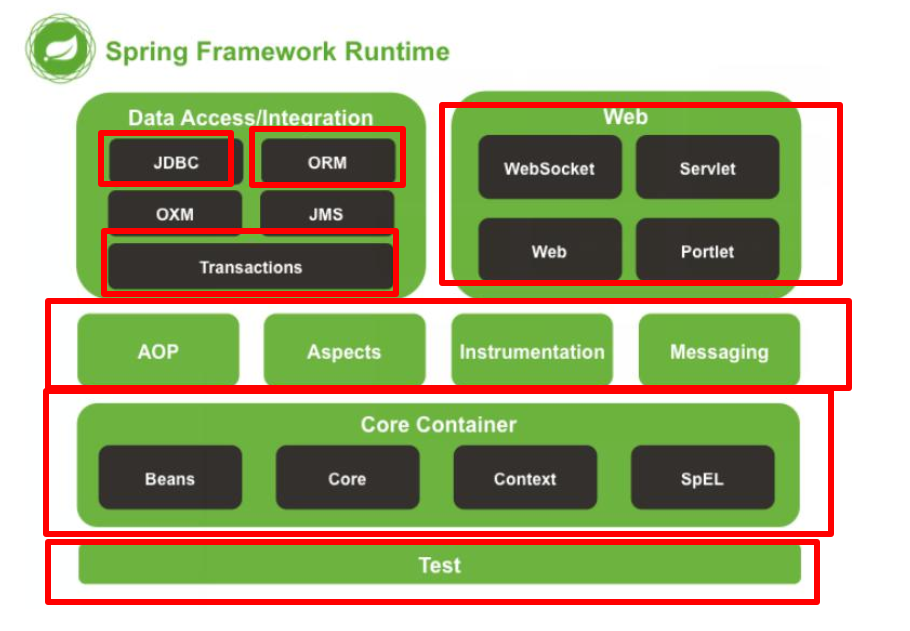 Spring Framework Runtime
Data Access/Integration
JDBC
ORM
OXM
JMS
Transactions
Web
WebSocket
Servlet
Web
Portlet
AOP
Aspects
Instrumentation
Messaging
Core Container
Beans
Core
Context
SpEL
Test